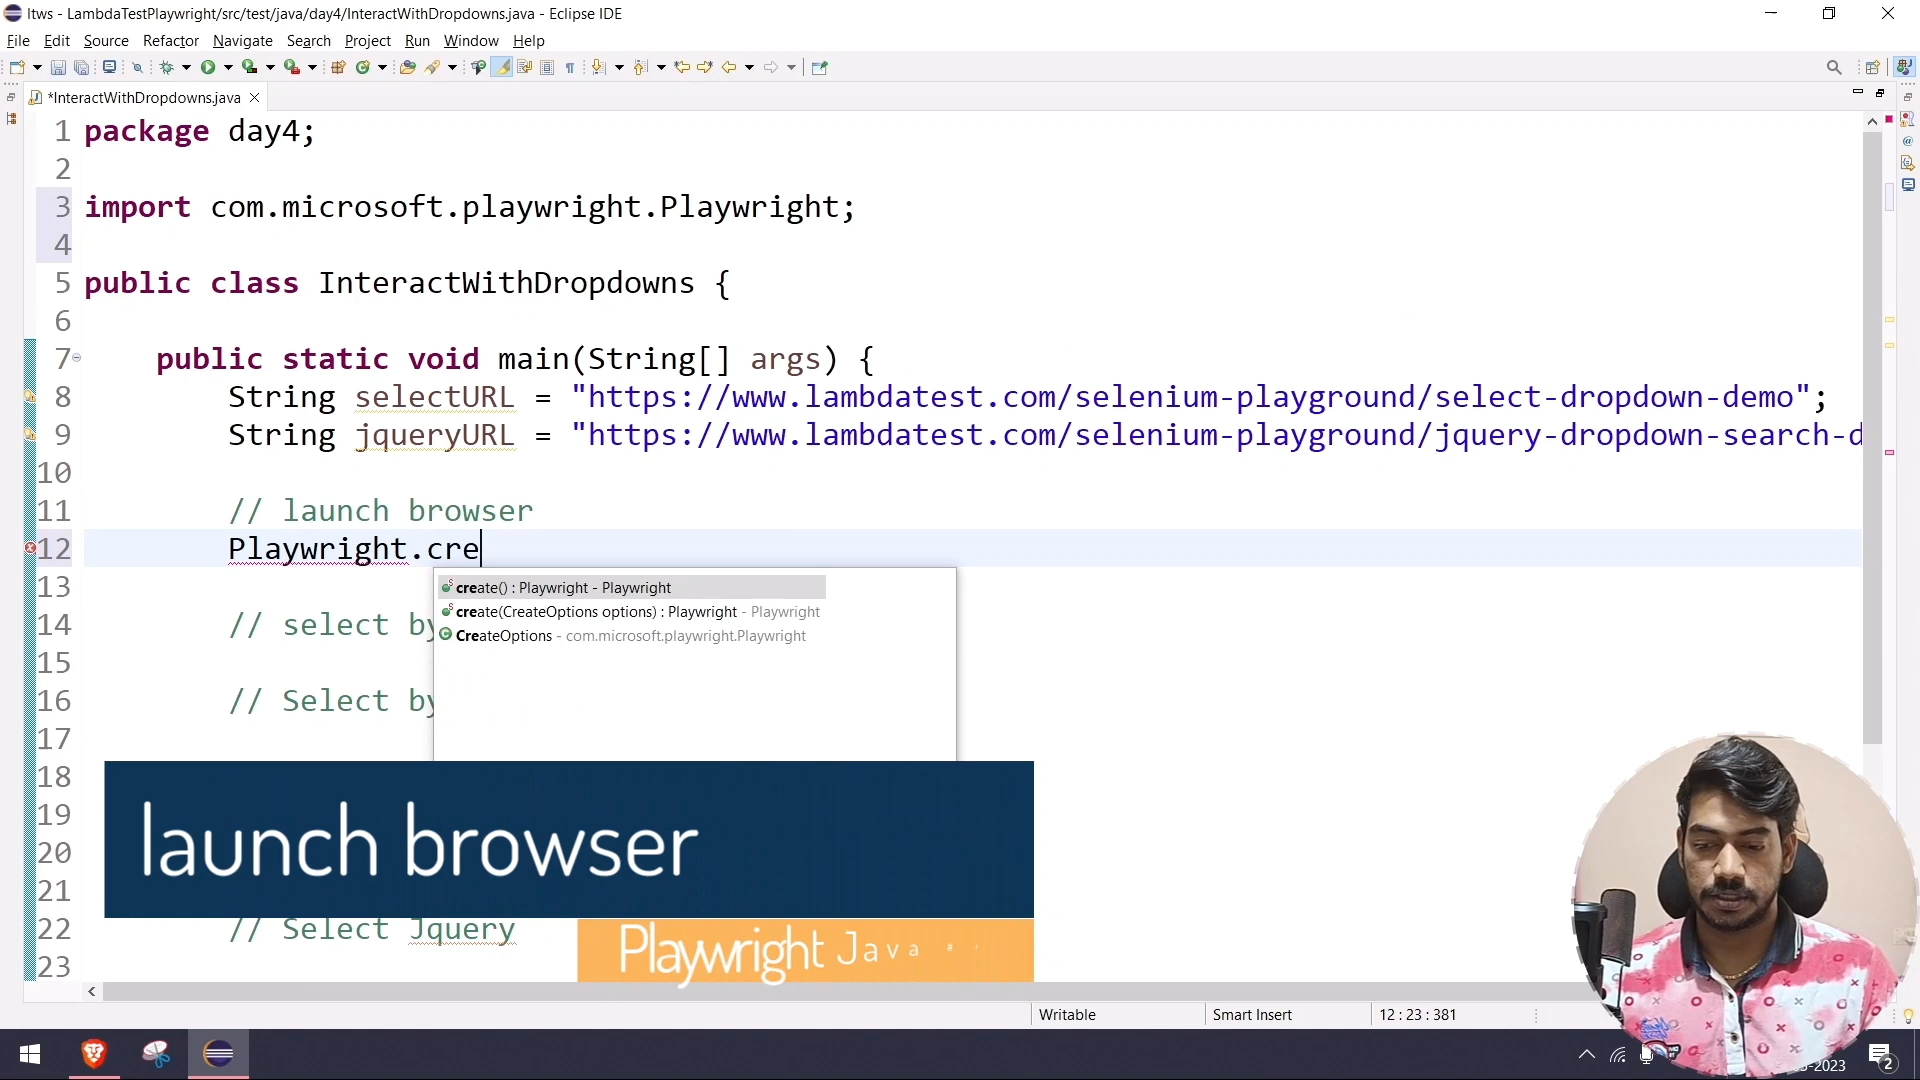 ltws - LambdaTestPlaywright/src/test/java/day4/InteractWithDropdowns.java - Eclipse IDE
File Edit Source Refactor Navigate Search Project Run Window Help
*InteractWithDropdowns.java
1 package day4;
2
3 import com.microsoft.playwright.Playwright;
4
5 public class InteractWithDropdowns {
6
7 public static void main(String[] args) {
8 String selectURL = "https://www.lambdatest.com/selenium-playground/select-dropdown-demo";
9 String jqueryURL = "https://www.lambdatest.com/selenium-playground/jquery-dropdown-search-d
10
11 // launch browser
12 Playwright.cre
13
create() : Playwright - Playwright
create(CreateOptions options) : Playwright - Playwright
CreateOptions - com.microsoft.playwright.Playwright
14 // select by
15
16 // Select by
17
18
19
20
21
launch browser
22 // Select Jquery
23
Playwright Java
Writable Smart Insert 12 : 23 : 381
-2023
2